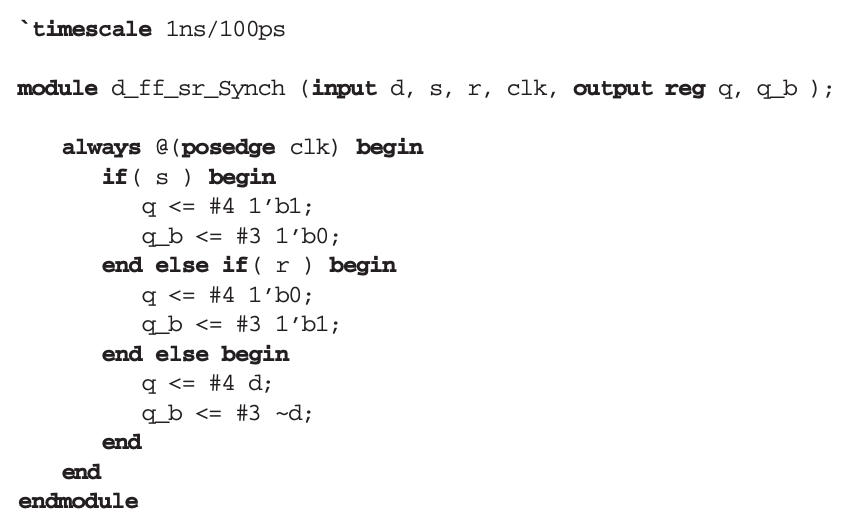 `timescale 1ns/100ps
module d_ff_sr_Synch (input d, s, r, clk, output reg q, q_b );
always @(posedge clk) begin
if( s ) begin
q <= #4 1’b1;
q_b <= #3 1’b0;
end else if( r ) begin
q <= #4 1’b0;
q_b <= #3 1’b1;
end else begin
q <= #4 d;
q_b <= #3 ~d;
end
end
endmodule